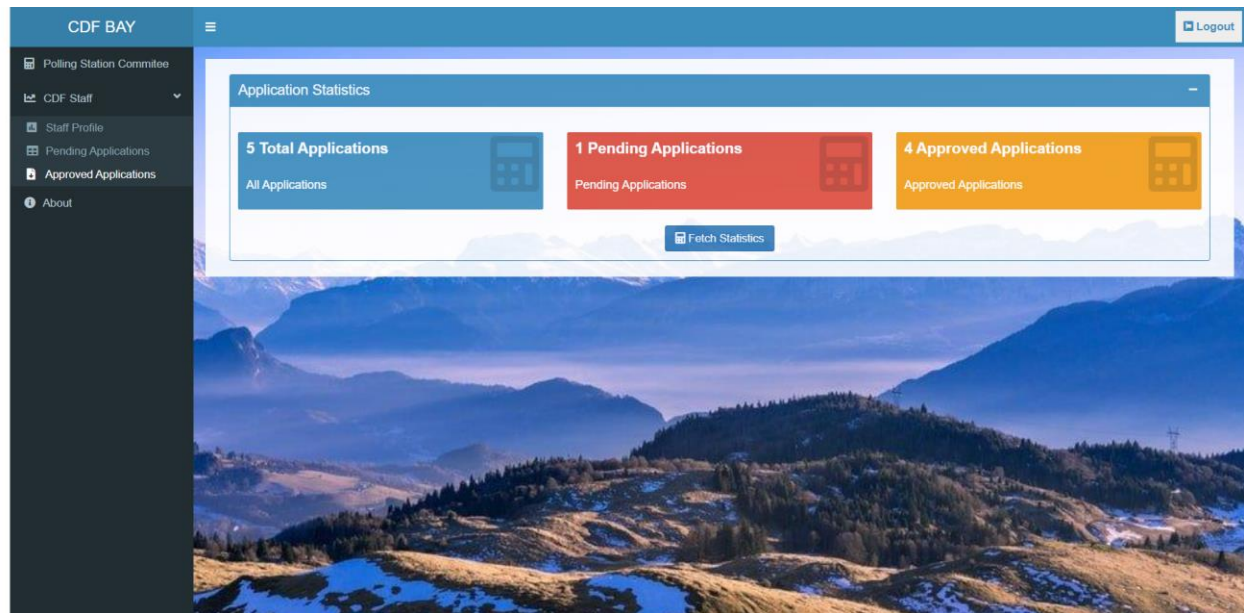 CDF BAY
Logout
Polling Station Commitee
CDF Staff
Staff Profile
Pending Applications
Approved Applications
About
Application Statistics
5 Total Applications
All Applications
1 Pending Applications
Pending Applications
4 Approved Applications
Approved Applications
Fetch Statistics